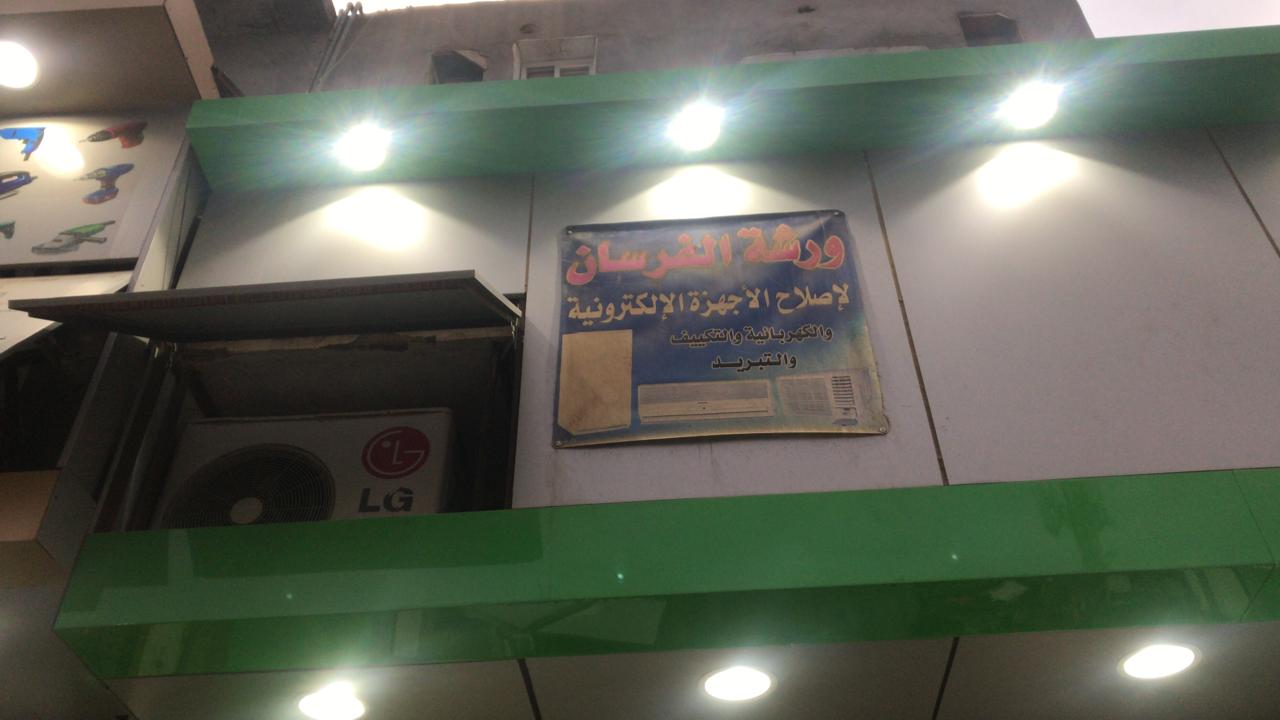 ورشة الفرسان
لإصلاح الأجهزة الإلكترونية
والكهربائية والتكييف
والتبريد
LG